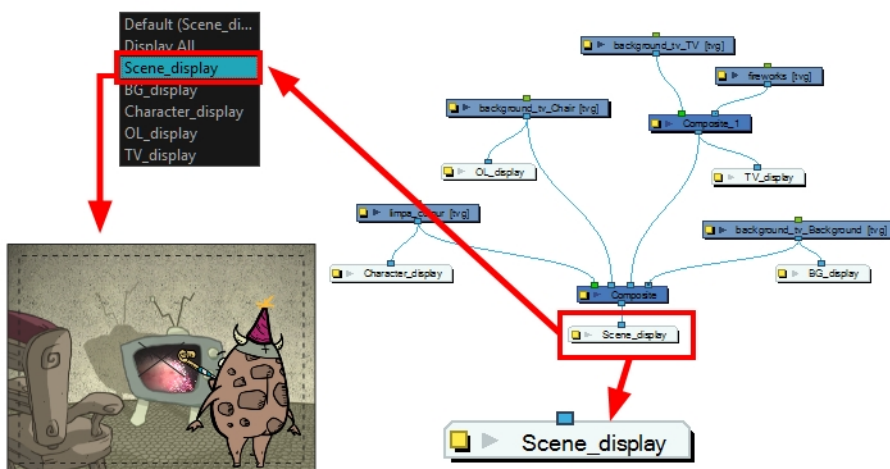 Default (Scene_di...
Display All
Scene_display
BG_display
Character_display
OL_display
TV_display
background_tv_TV [tvg]
fireworks [tvg]
background_tv_Chair [tvg]
Composite_1
OL_display
TV_display
limpa_colour [tvg]
background_tv_Background [tvg]
Character_display
BG_display
Composite
Scene_display
Scene_display